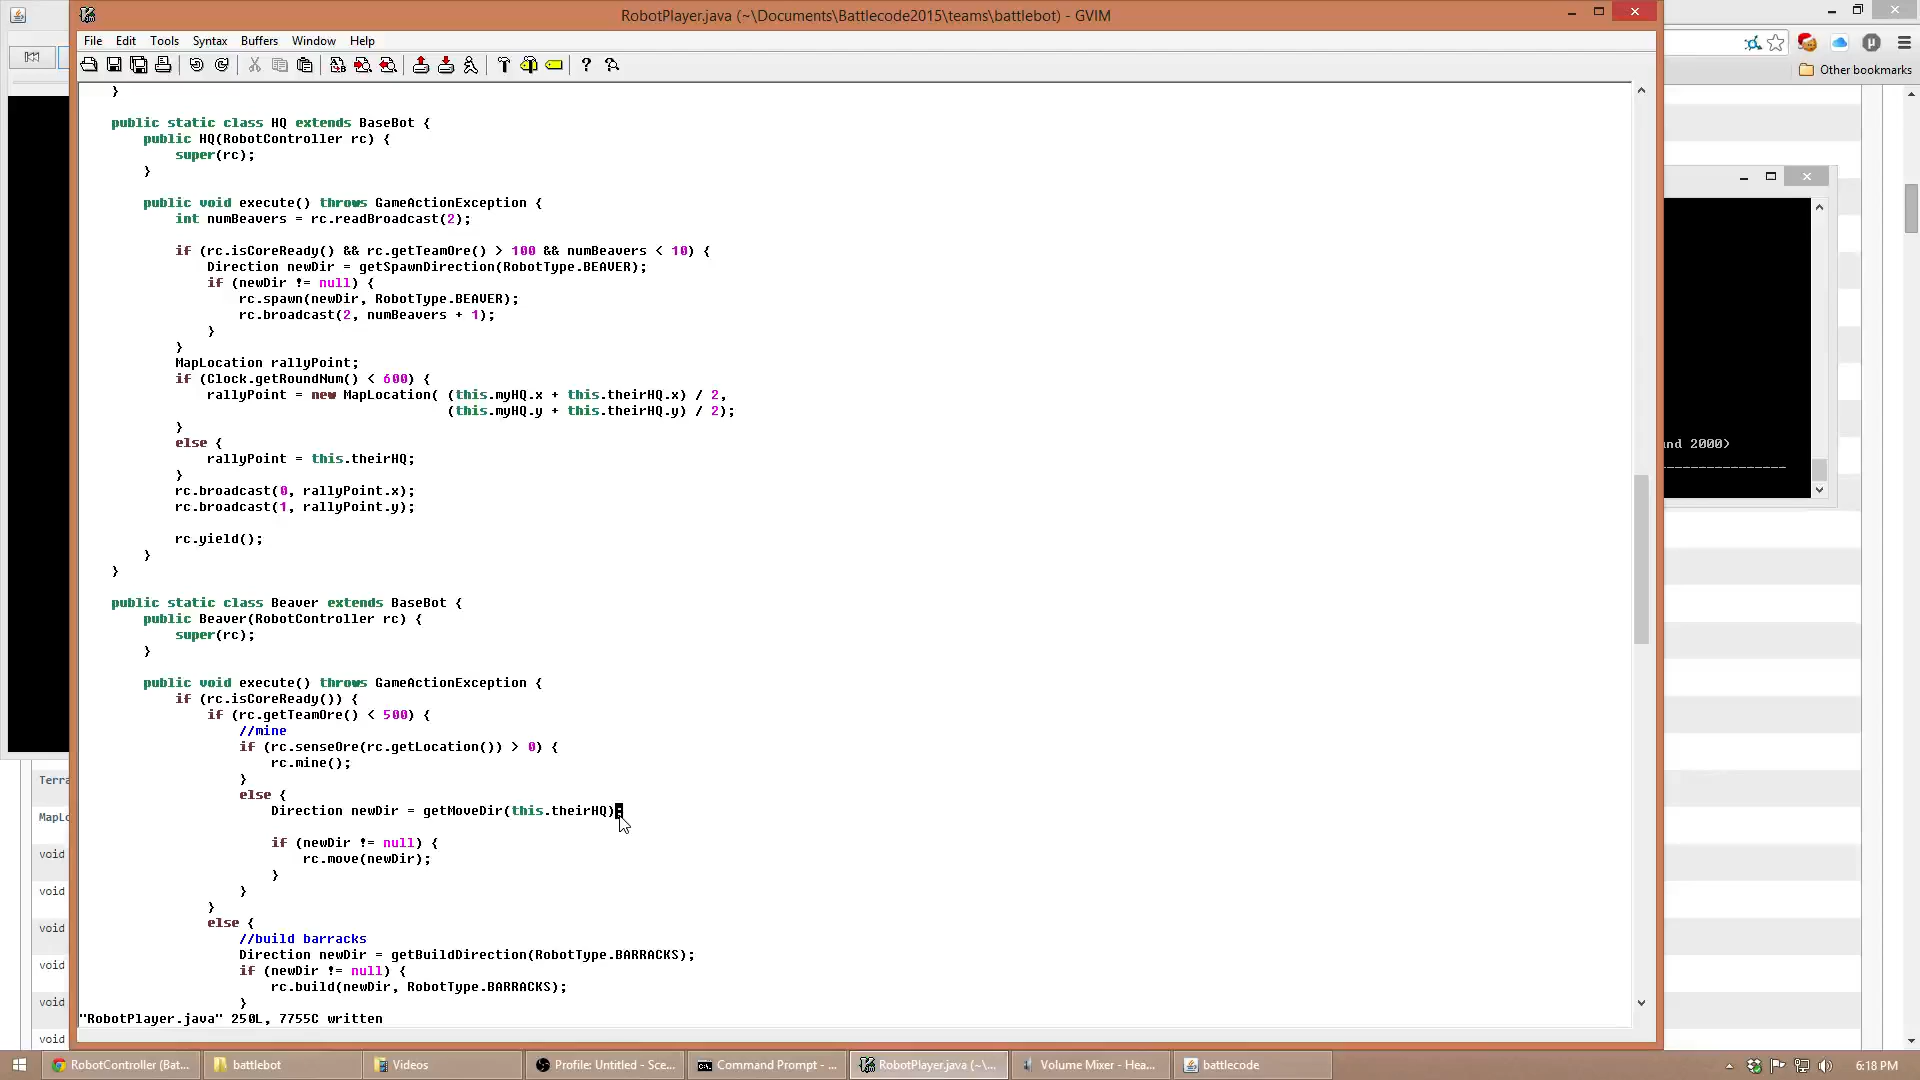 RobotPlayer.java (~\Documents\Battlecode2015\teams\battlebot) - GVIM
File Edit Tools Syntax Buffers Window Help
Other bookmarks
}
public static class HQ extends BaseBot {
public HQ(RobotController rc) {
super(rc);
}
public void execute() throws GameActionException {
int numBeavers = rc.readBroadcast(2);
if (rc.isCoreReady() && rc.getTeamOre() > 100 && numBeavers < 10) {
Direction newDir = getSpawnDirection(RobotType.BEAVER);
if (newDir != null) {
rc.spawn(newDir, RobotType.BEAVER);
rc.broadcast(2, numBeavers + 1);
}
}
MapLocation rallyPoint;
if (Clock.getRoundNum() < 600) {
rallyPoint = new MapLocation( (this.myHQ.x + this.theirHQ.x) / 2,
(this.myHQ.y + this.theirHQ.y) / 2);
}
else {
rallyPoint = this.theirHQ;
}
rc.broadcast(0, rallyPoint.x);
rc.broadcast(1, rallyPoint.y);
rc.yield();
}
}
public static class Beaver extends BaseBot {
public Beaver(RobotController rc) {
super(rc);
}
public void execute() throws GameActionException {
if (rc.isCoreReady()) {
if (rc.getTeamOre() < 500) {
//mine
if (rc.senseOre(rc.getLocation()) > 0) {
rc.mine();
}
else {
Direction newDir = getMoveDir(this.theirHQ);
if (newDir != null) {
rc.move(newDir);
}
}
}
else {
//build barracks
Direction newDir = getBuildDirection(RobotType.BARRACKS);
if (newDir != null) {
rc.build(newDir, RobotType.BARRACKS);
}
"RobotPlayer.java" 250L, 7755C written
und 2000)
---------------
Terra
MapLo
void
void
void
void
void
void
RobotController (Bat... battlebot Videos Profile: Untitled - Sce... Command Prompt - ... RobotPlayer.java (~\... Volume Mixer - Hea... battlecode 6:18 PM